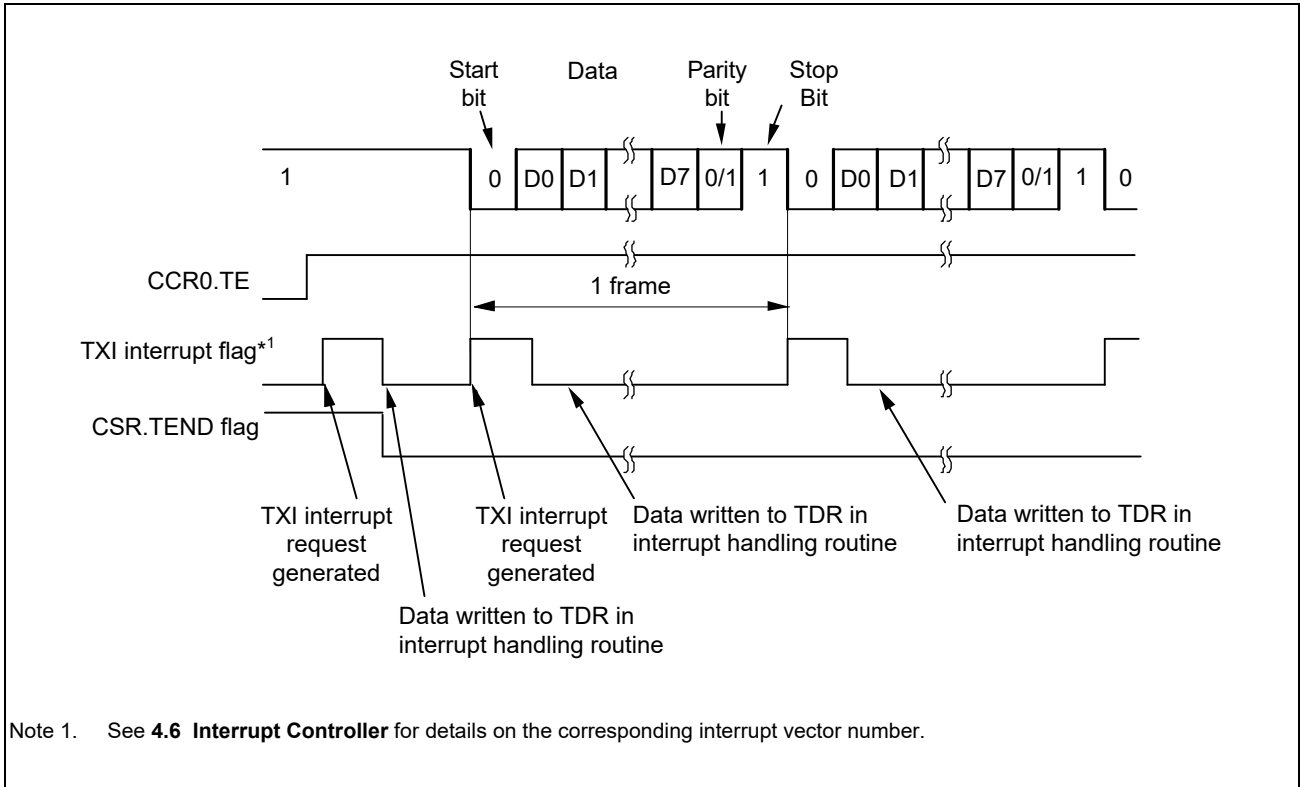 Start bit
Data
Parity bit
Stop Bit
1
0 D0 D1 D7 0/1 1 0 D0 D1 D7 0/1 1 0
CCR0.TE
1 frame
TXI interrupt flag*1
CSR.TEND flag
TXI interrupt
request
generated
TXI interrupt
request
generated
Data written to TDR in
interrupt handling routine
Data written to TDR in
interrupt handling routine
Data written to TDR in
interrupt handling routine
Note 1. See 4.6 Interrupt Controller for details on the corresponding interrupt vector number.